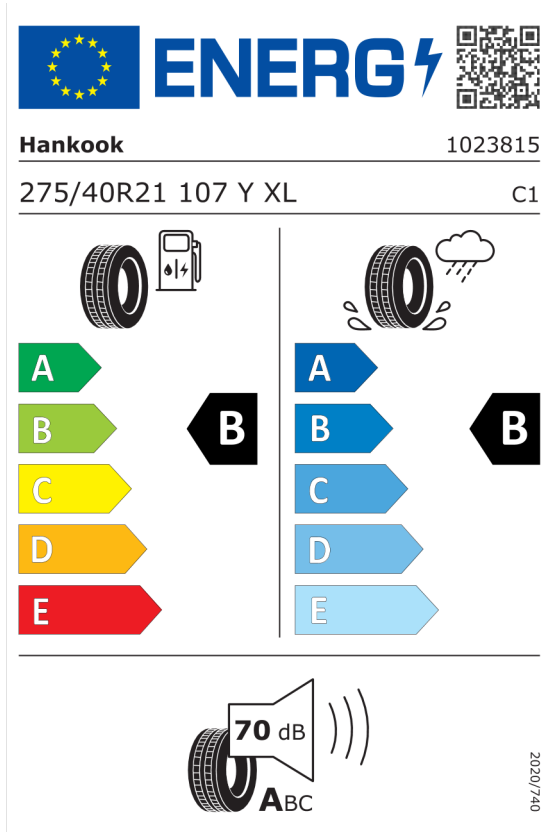 ENERG
Hankook 1023815
275/40R21 107 Y XL C1
A A
B B B B
C C
D D
E E
70 dB
ABC
2020/740